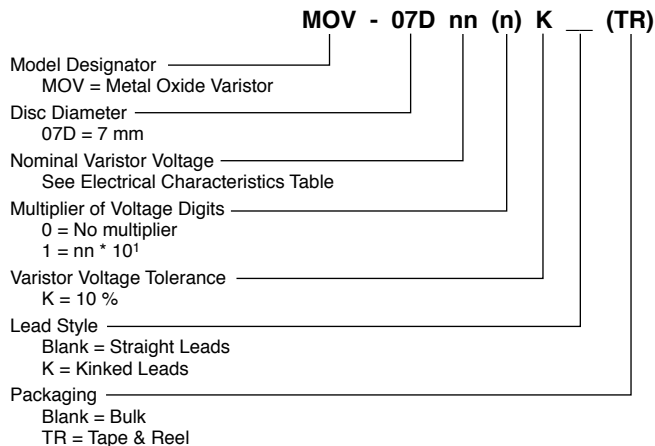 MOV - 07D nn (n) K __ (TR)
Model Designator
MOV = Metal Oxide Varistor
Disc Diameter
07D = 7 mm
Nominal Varistor Voltage
See Electrical Characteristics Table
Multiplier of Voltage Digits
0 = No multiplier
1 = nn * 10¹
Varistor Voltage Tolerance
K = 10 %
Lead Style
Blank = Straight Leads
K = Kinked Leads
Packaging
Blank = Bulk
TR = Tape & Reel